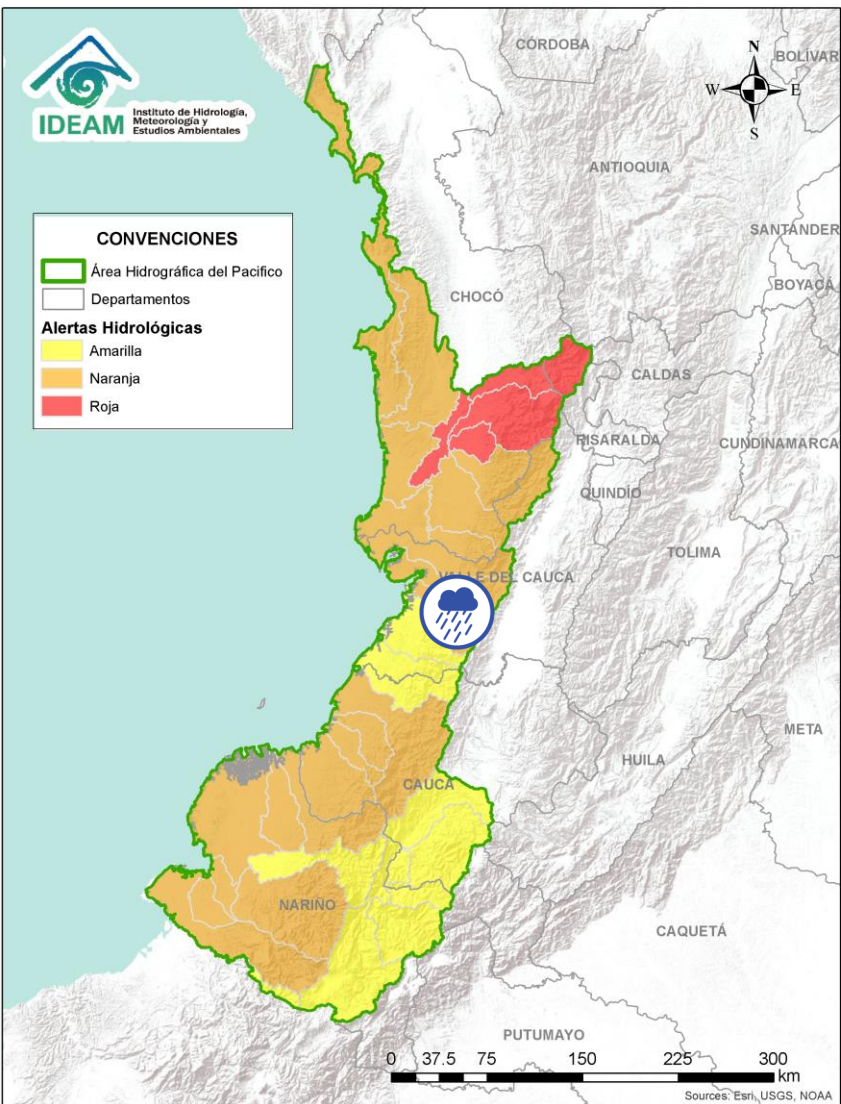 IDEAM
Instituto de Hidrología,
Meteorología y
Estudios Ambientales
CÓRDOBA
BOLÍVAR
N
W
E
S
ANTIOQUIA
SANTANDER
BOYACÁ
CONVENCIONES
Área Hidrográfica del Pacifico
Departamentos
Alertas Hidrológicas
Amarilla
Naranja
Roja
CHOCÓ
CALDAS
RISARALDA
CUNDINAMARCA
QUINDÍO
TOLIMA
VALLE DEL CAUCA
META
HUILA
CAUCA
NARIÑO
CAQUETÁ
PUTUMAYO
0 37.5 75 150 225 300
km
Sources: Esri, USGS, NOAA